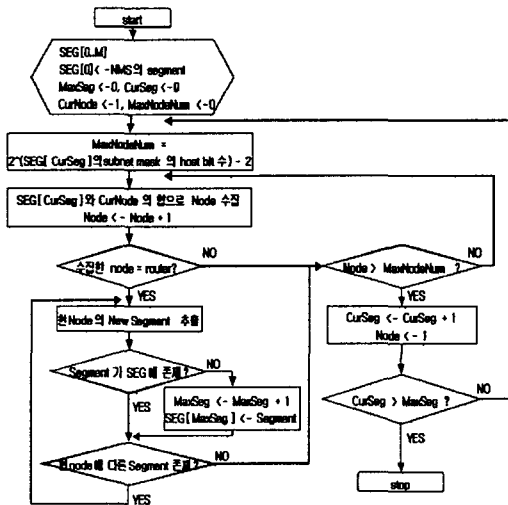 start
SEG[0..M]
SEG[0]<-NMS의 segment
MaxSeg <-0, CurSeg <-0
CurNode <-1, MaxNodeNum <-0
MaxNodeNum =
2^(SEG[ CurSeg ]의subnet mask 의 host bit 수) - 2
SEG[CurSeg]와 CurNode 의 합으로 Node 수집
Node <- Node + 1
수집한 node = router?
NO
YES
Node > MaxNodeNum ?
NO
YES
현Node의 New Segment 추출
CurSeg <- CurSeg + 1
Node <- 1
Segment 가 SEG 에 존재?
NO
YES
MaxSeg <- MaxSeg + 1
SEG[MaxSeg] <- Segment
CurSeg > MaxSeg ?
NO
YES
node에 다른 Segment 존재?
NO
YES
stop